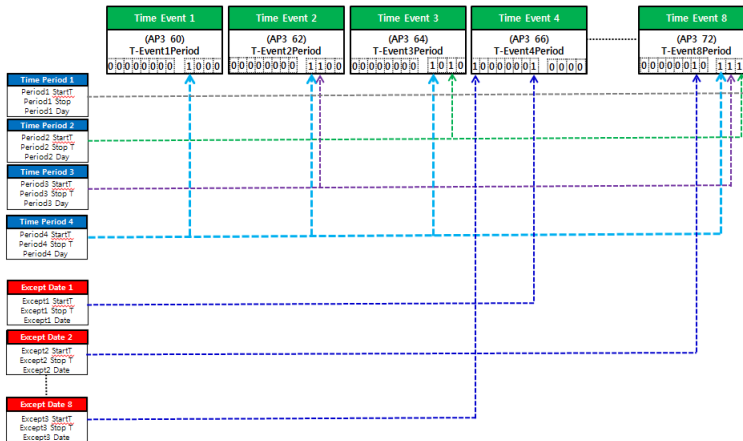 Time Event 1
(AP3 60)
T-Event1Period
00000000 1000
Time Event 2
(AP3 62)
T-Event2Period
00000000 1100
Time Event 3
(AP3 64)
T-Event3Period
00000000 1010
Time Event 4
(AP3 66)
T-Event4Period
10000001 0000
Time Event 8
(AP3 72)
T-Event8Period
00000010 111
Time Period 1
Period1 StartT
Period1 Stop
Period1 Day
Time Period 2
Period2 StartT
Period2 Stop T
Period2 Day
Time Period 3
Period3 StartT
Period3 Stop T
Period3 Day
Time Period 4
Period4 StartT
Period4 Stop T
Period4 Day
Except Date 1
Except1 StartT
Except1 Stop T
Except1 Date
Except Date 2
Except2 StartT
Except2 Stop T
Except2 Date
Except Date 8
Except3 StartT
Except3 Stop T
Except3 Date